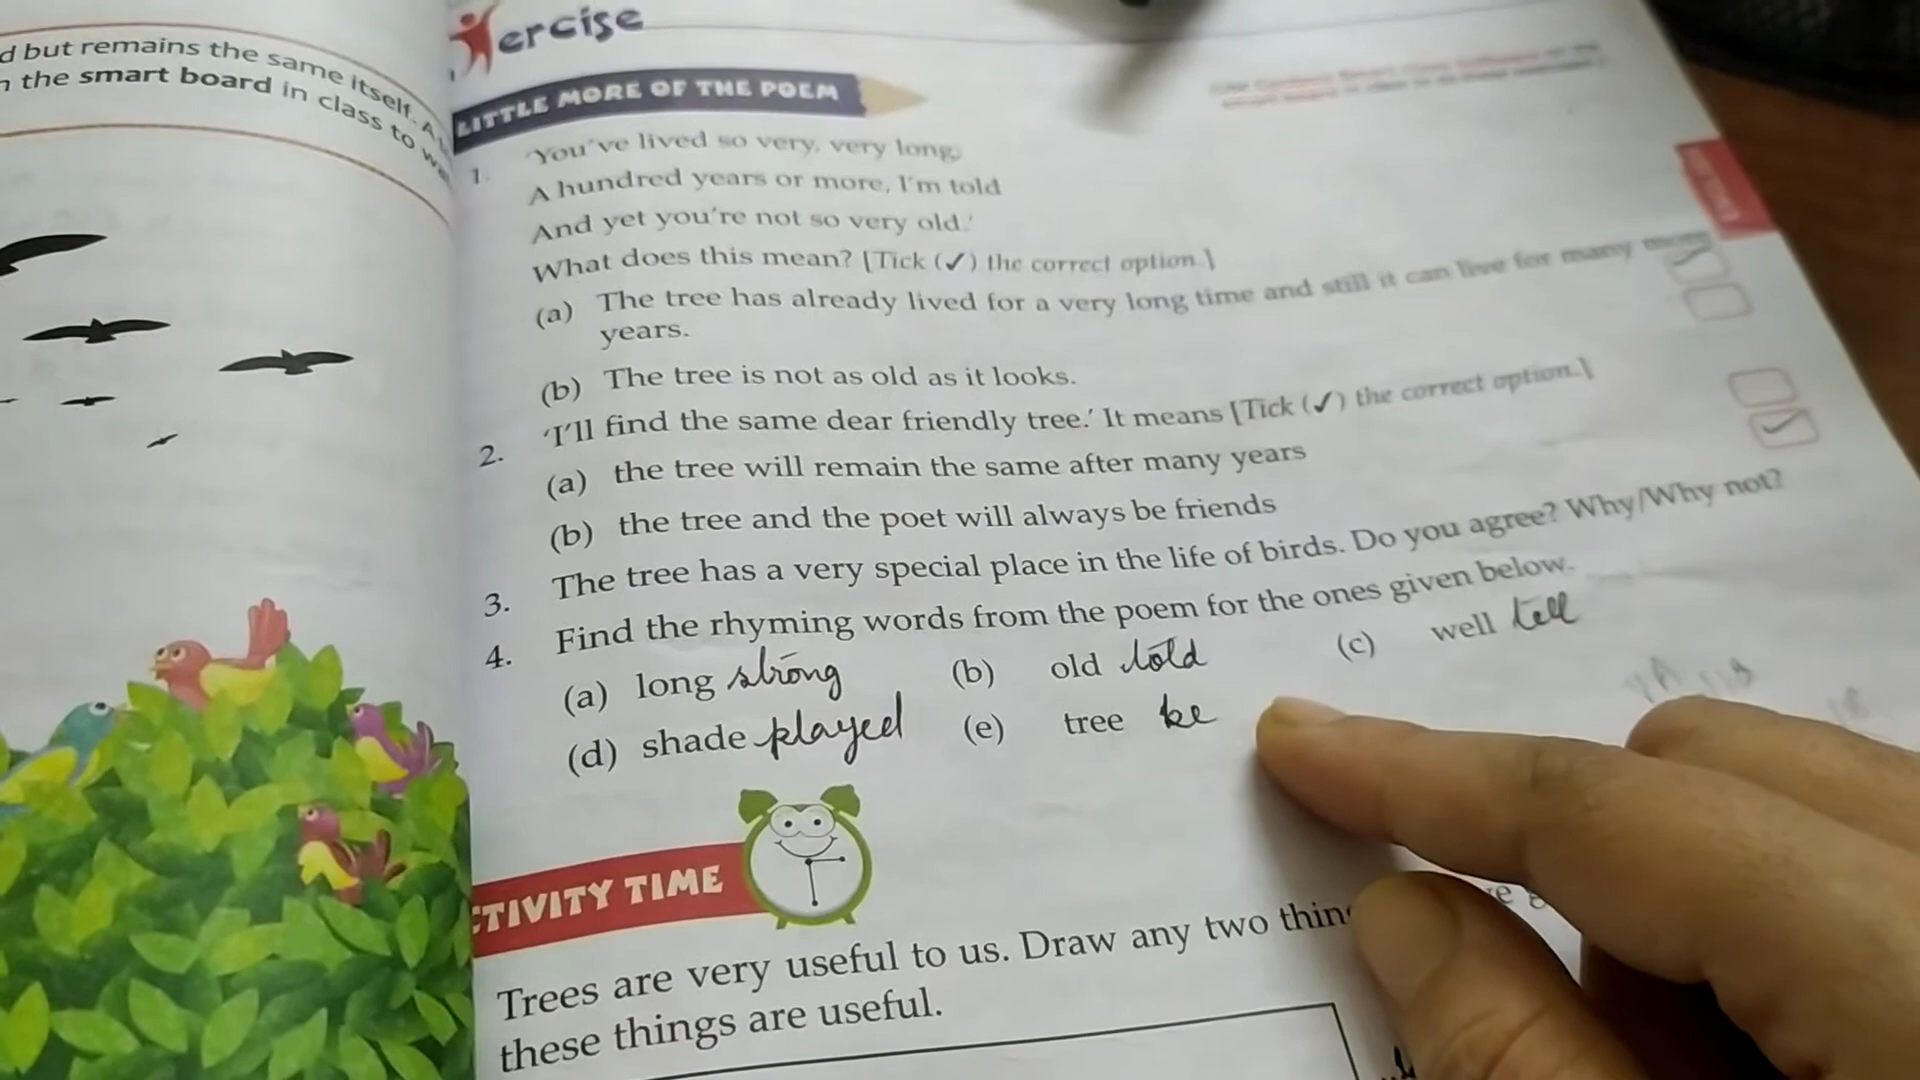 d but remains the same itself. A
the smart board in class to
ercise
LITTLE MORE OF THE POEM
1. 'You've lived so very, very long,
A hundred years or more, I'm told
And yet you're not so very old.'
What does this mean? [Tick (✓) the correct option.]
(a) The tree has already lived for a very long time and still it can live for many more
years.
(b) The tree is not as old as it looks.
2. 'I'll find the same dear friendly tree.' It means [Tick (✓) the correct option.]
(a) the tree will remain the same after many years
(b) the tree and the poet will always be friends
3. The tree has a very special place in the life of birds. Do you agree? Why/Why not?
4. Find the rhyming words from the poem for the ones given below.
(a) long strong (b) old told (c) well tell
(d) shade played (e) tree be
CTIVITY TIME
Trees are very useful to us. Draw any two thin
these things are useful.